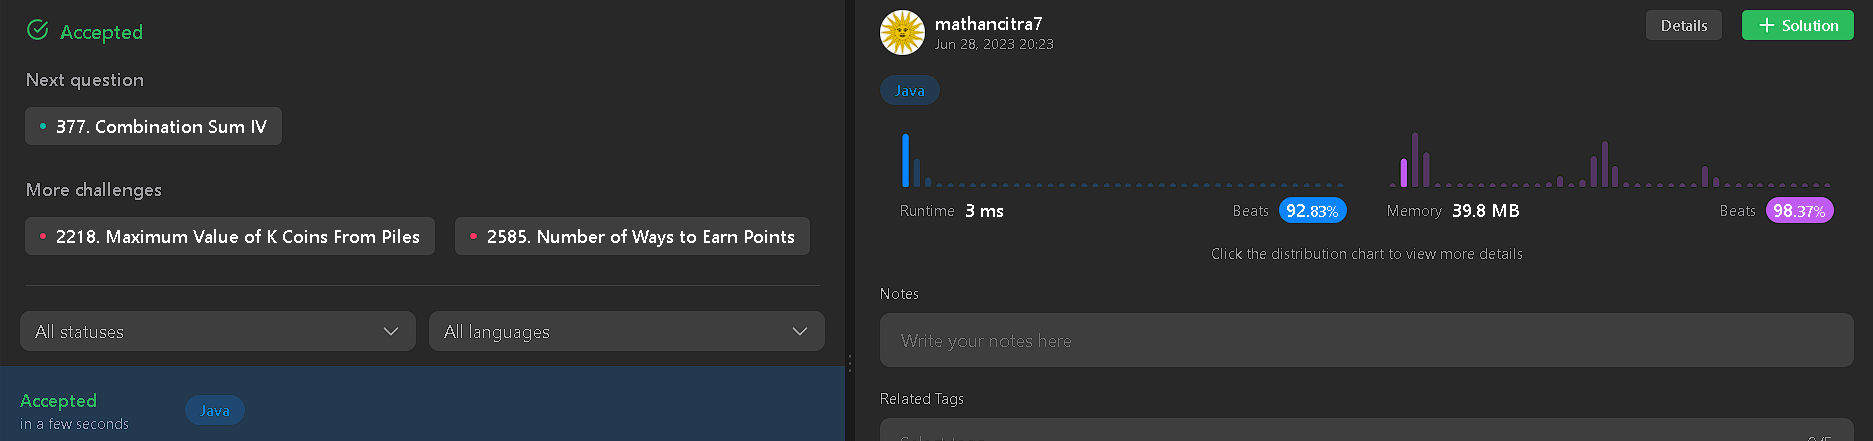 Accepted
Next question
377. Combination Sum IV
More challenges
2218. Maximum Value of K Coins From Piles
2585. Number of Ways to Earn Points
All statuses
All languages
Accepted
in a few seconds
Java
mathancitra7
Jun 28, 2023 20:23
Details
+ Solution
Java
Runtime 3 ms
Beats 92.83%
Memory 39.8 MB
Beats 98.37%
Click the distribution chart to view more details
Notes
Write your notes here
Related Tags